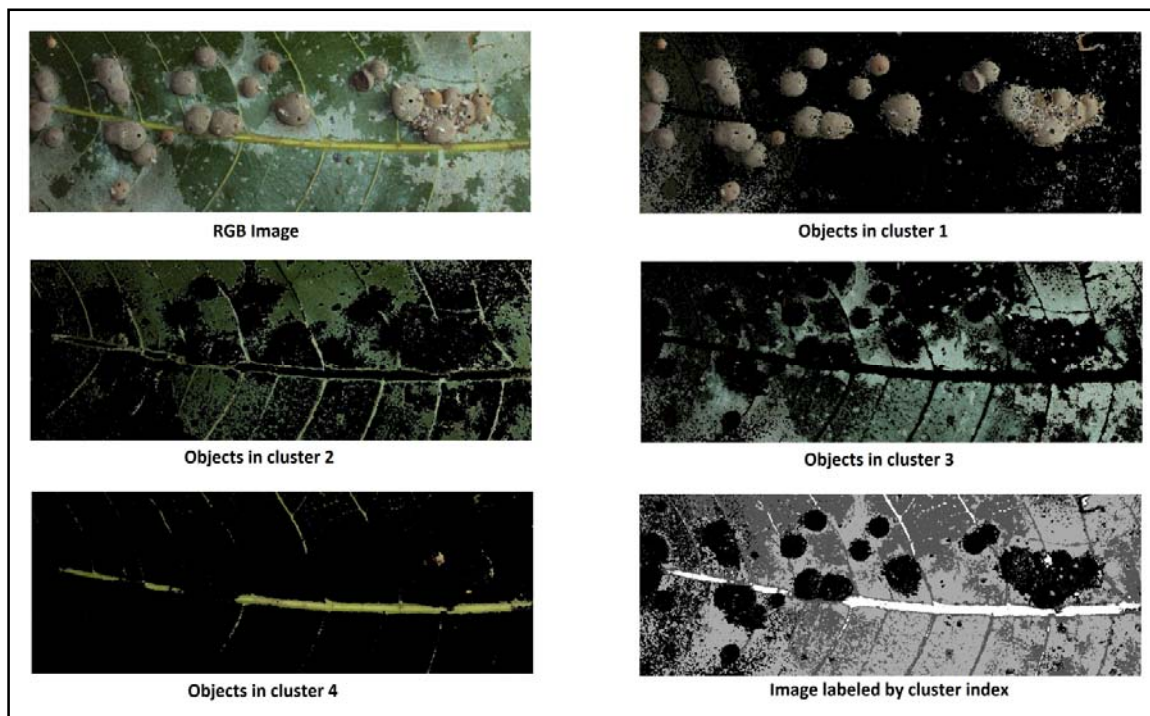 RGB Image
Objects in cluster 1
Objects in cluster 2
Objects in cluster 3
Objects in cluster 4
Image labeled by cluster index